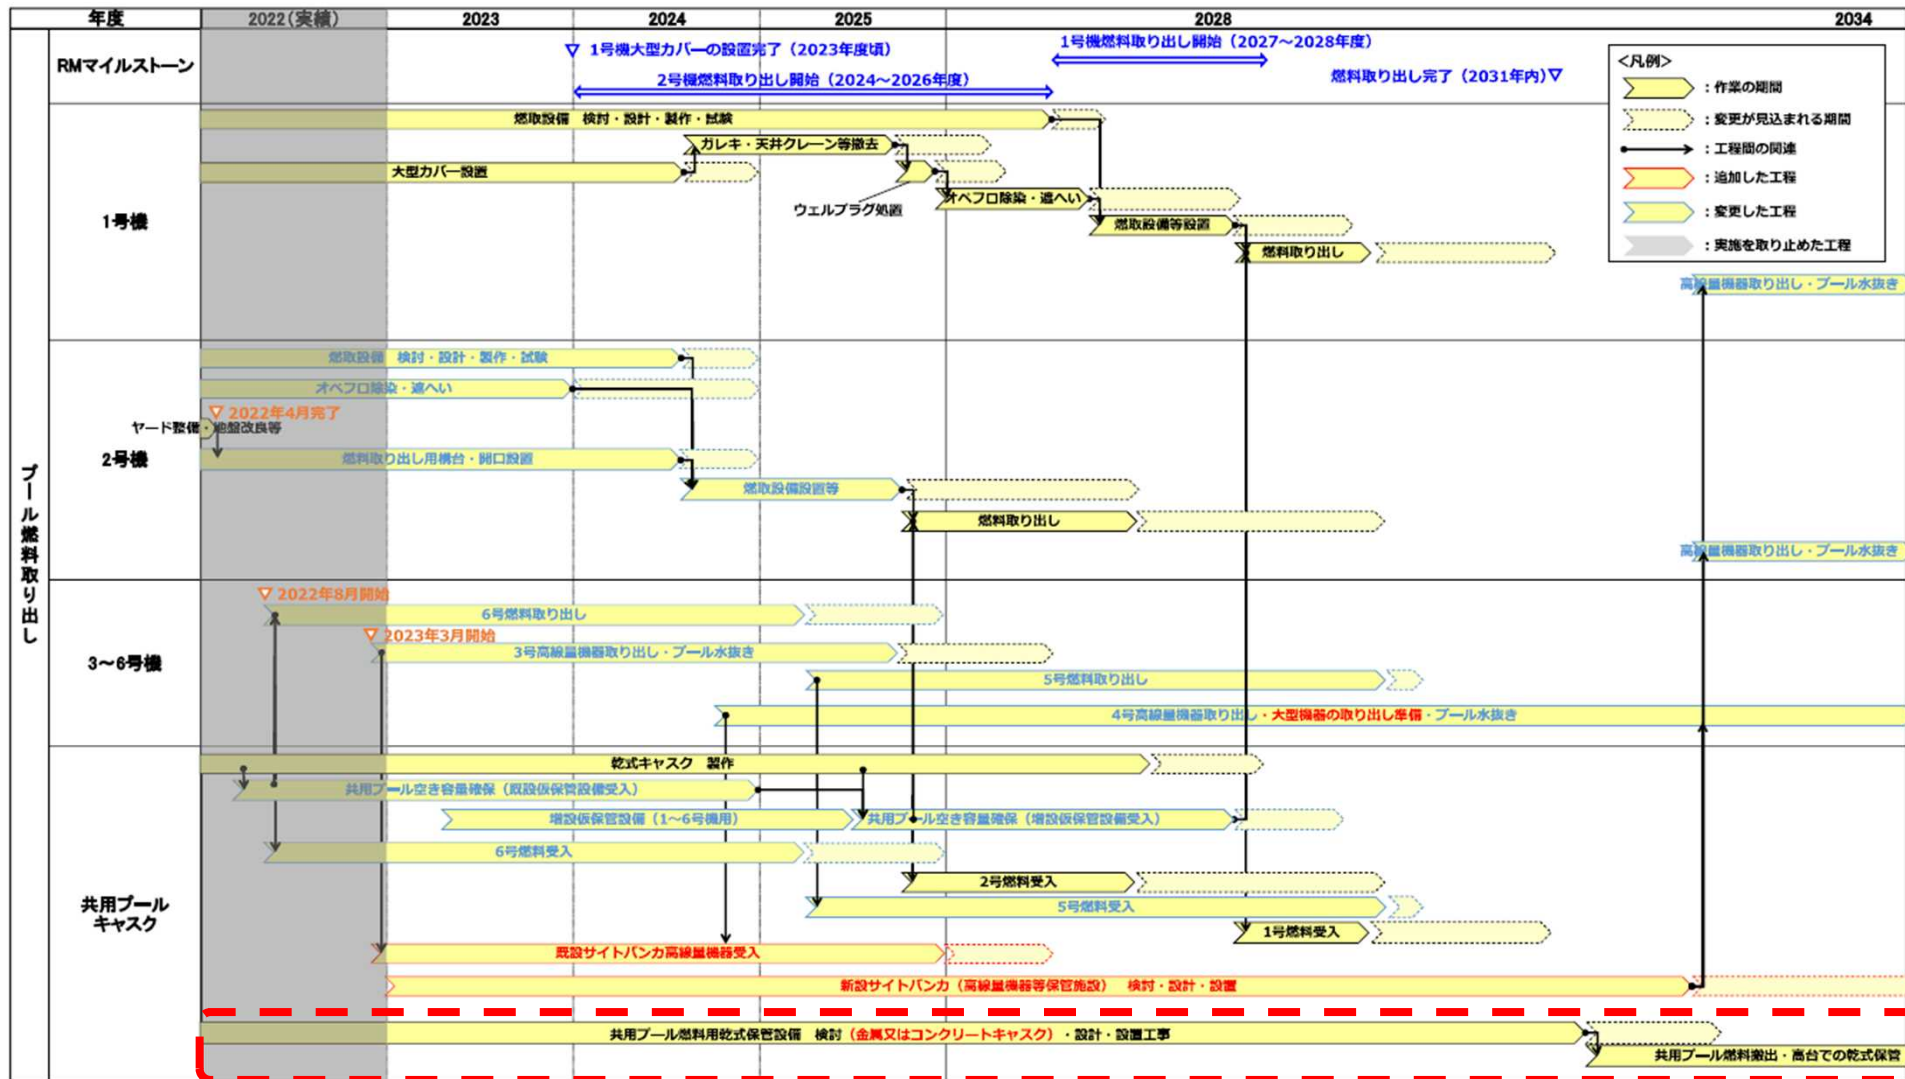 年度 2022(実績) 2023 2024 2025 2028 2034
プール燃料取り出し
RMマイルストーン
1号機大型カバーの設置完了（2023年度頃）
1号機燃料取り出し開始（2027～2028年度）
2号機燃料取り出し開始（2024～2026年度）
燃料取り出し完了（2031年内）
＜凡例＞
：作業の期間
：変更が見込まれる期間
：工程間の関連
：追加した工程
：変更した工程
：実施を取り止めた工程
1号機
燃取設備　検討・設計・製作・試験
ガレキ・天井クレーン等撤去
大型カバー設置
ウェルプラグ処置
オペフロ除染・遮へい
燃取設備等設置
燃料取り出し
高線量機器取り出し・プール水抜き
2号機
燃取設備　検討・設計・製作・試験
オペフロ除染・遮へい
2022年4月完了
ヤード整備・地盤改良等
燃料取り出し用構台・開口設置
燃取設備設置等
燃料取り出し
高線量機器取り出し・プール水抜き
3～6号機
2022年8月開始
6号燃料取り出し
2023年3月開始
3号高線量機器取り出し・プール水抜き
5号燃料取り出し
4号高線量機器取り出し・大型機器の取り出し準備・プール水抜き
共用プール
キャスク
乾式キャスク　製作
共用プール空き容量確保（既設仮保管設備受入）
増設仮保管設備（1～6号機用）
共用プール空き容量確保（増設仮保管設備受入）
6号燃料受入
2号燃料受入
5号燃料受入
1号燃料受入
既設サイトバンカ高線量機器受入
新設サイトバンカ（高線量機器等保管施設）　検討・設計・設置
共用プール燃料用乾式保管設備　検討（金属又はコンクリートキャスク）・設計・設置工事
共用プール燃料搬出・高台での乾式保管